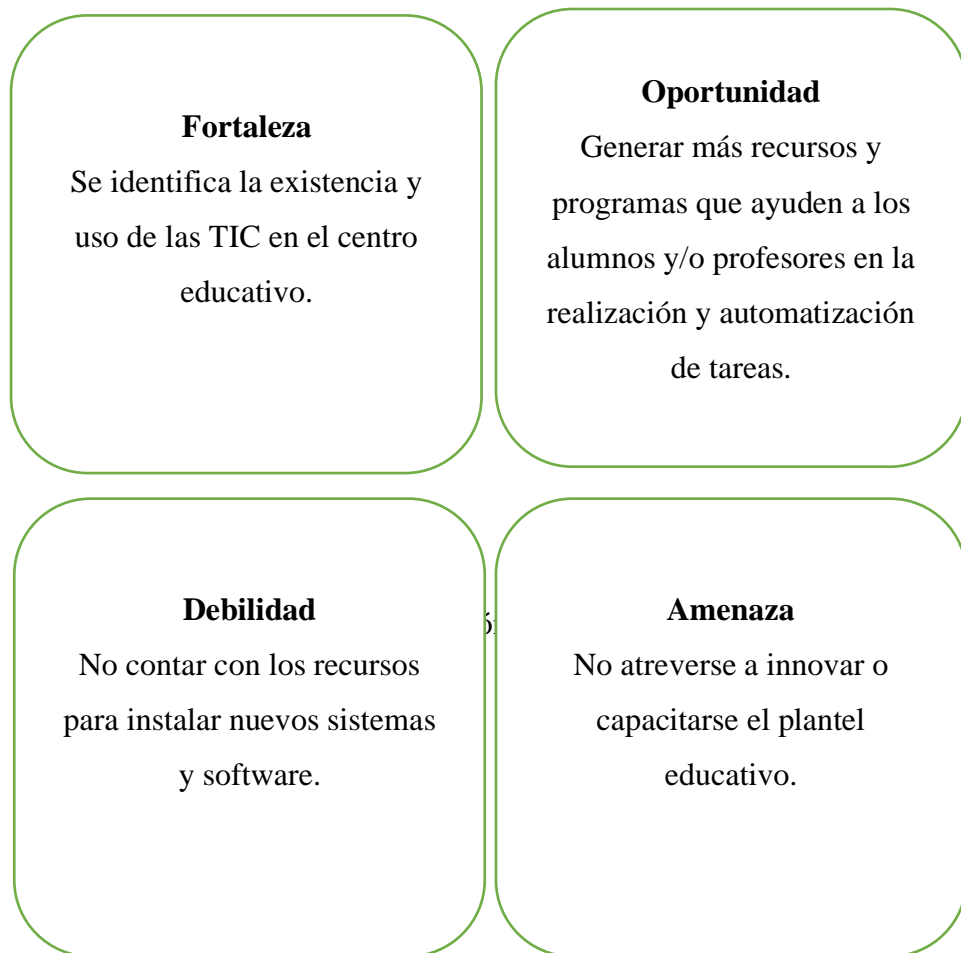 Fortaleza
Se identifica la existencia y
uso de las TIC en el centro
educativo.
Oportunidad
Generar más recursos y
programas que ayuden a los
alumnos y/o profesores en la
realización y automatización
de tareas.
Debilidad
No contar con los recursos
para instalar nuevos sistemas
y software.
Amenaza
No atreverse a innovar o
capacitarse el plantel
educativo.